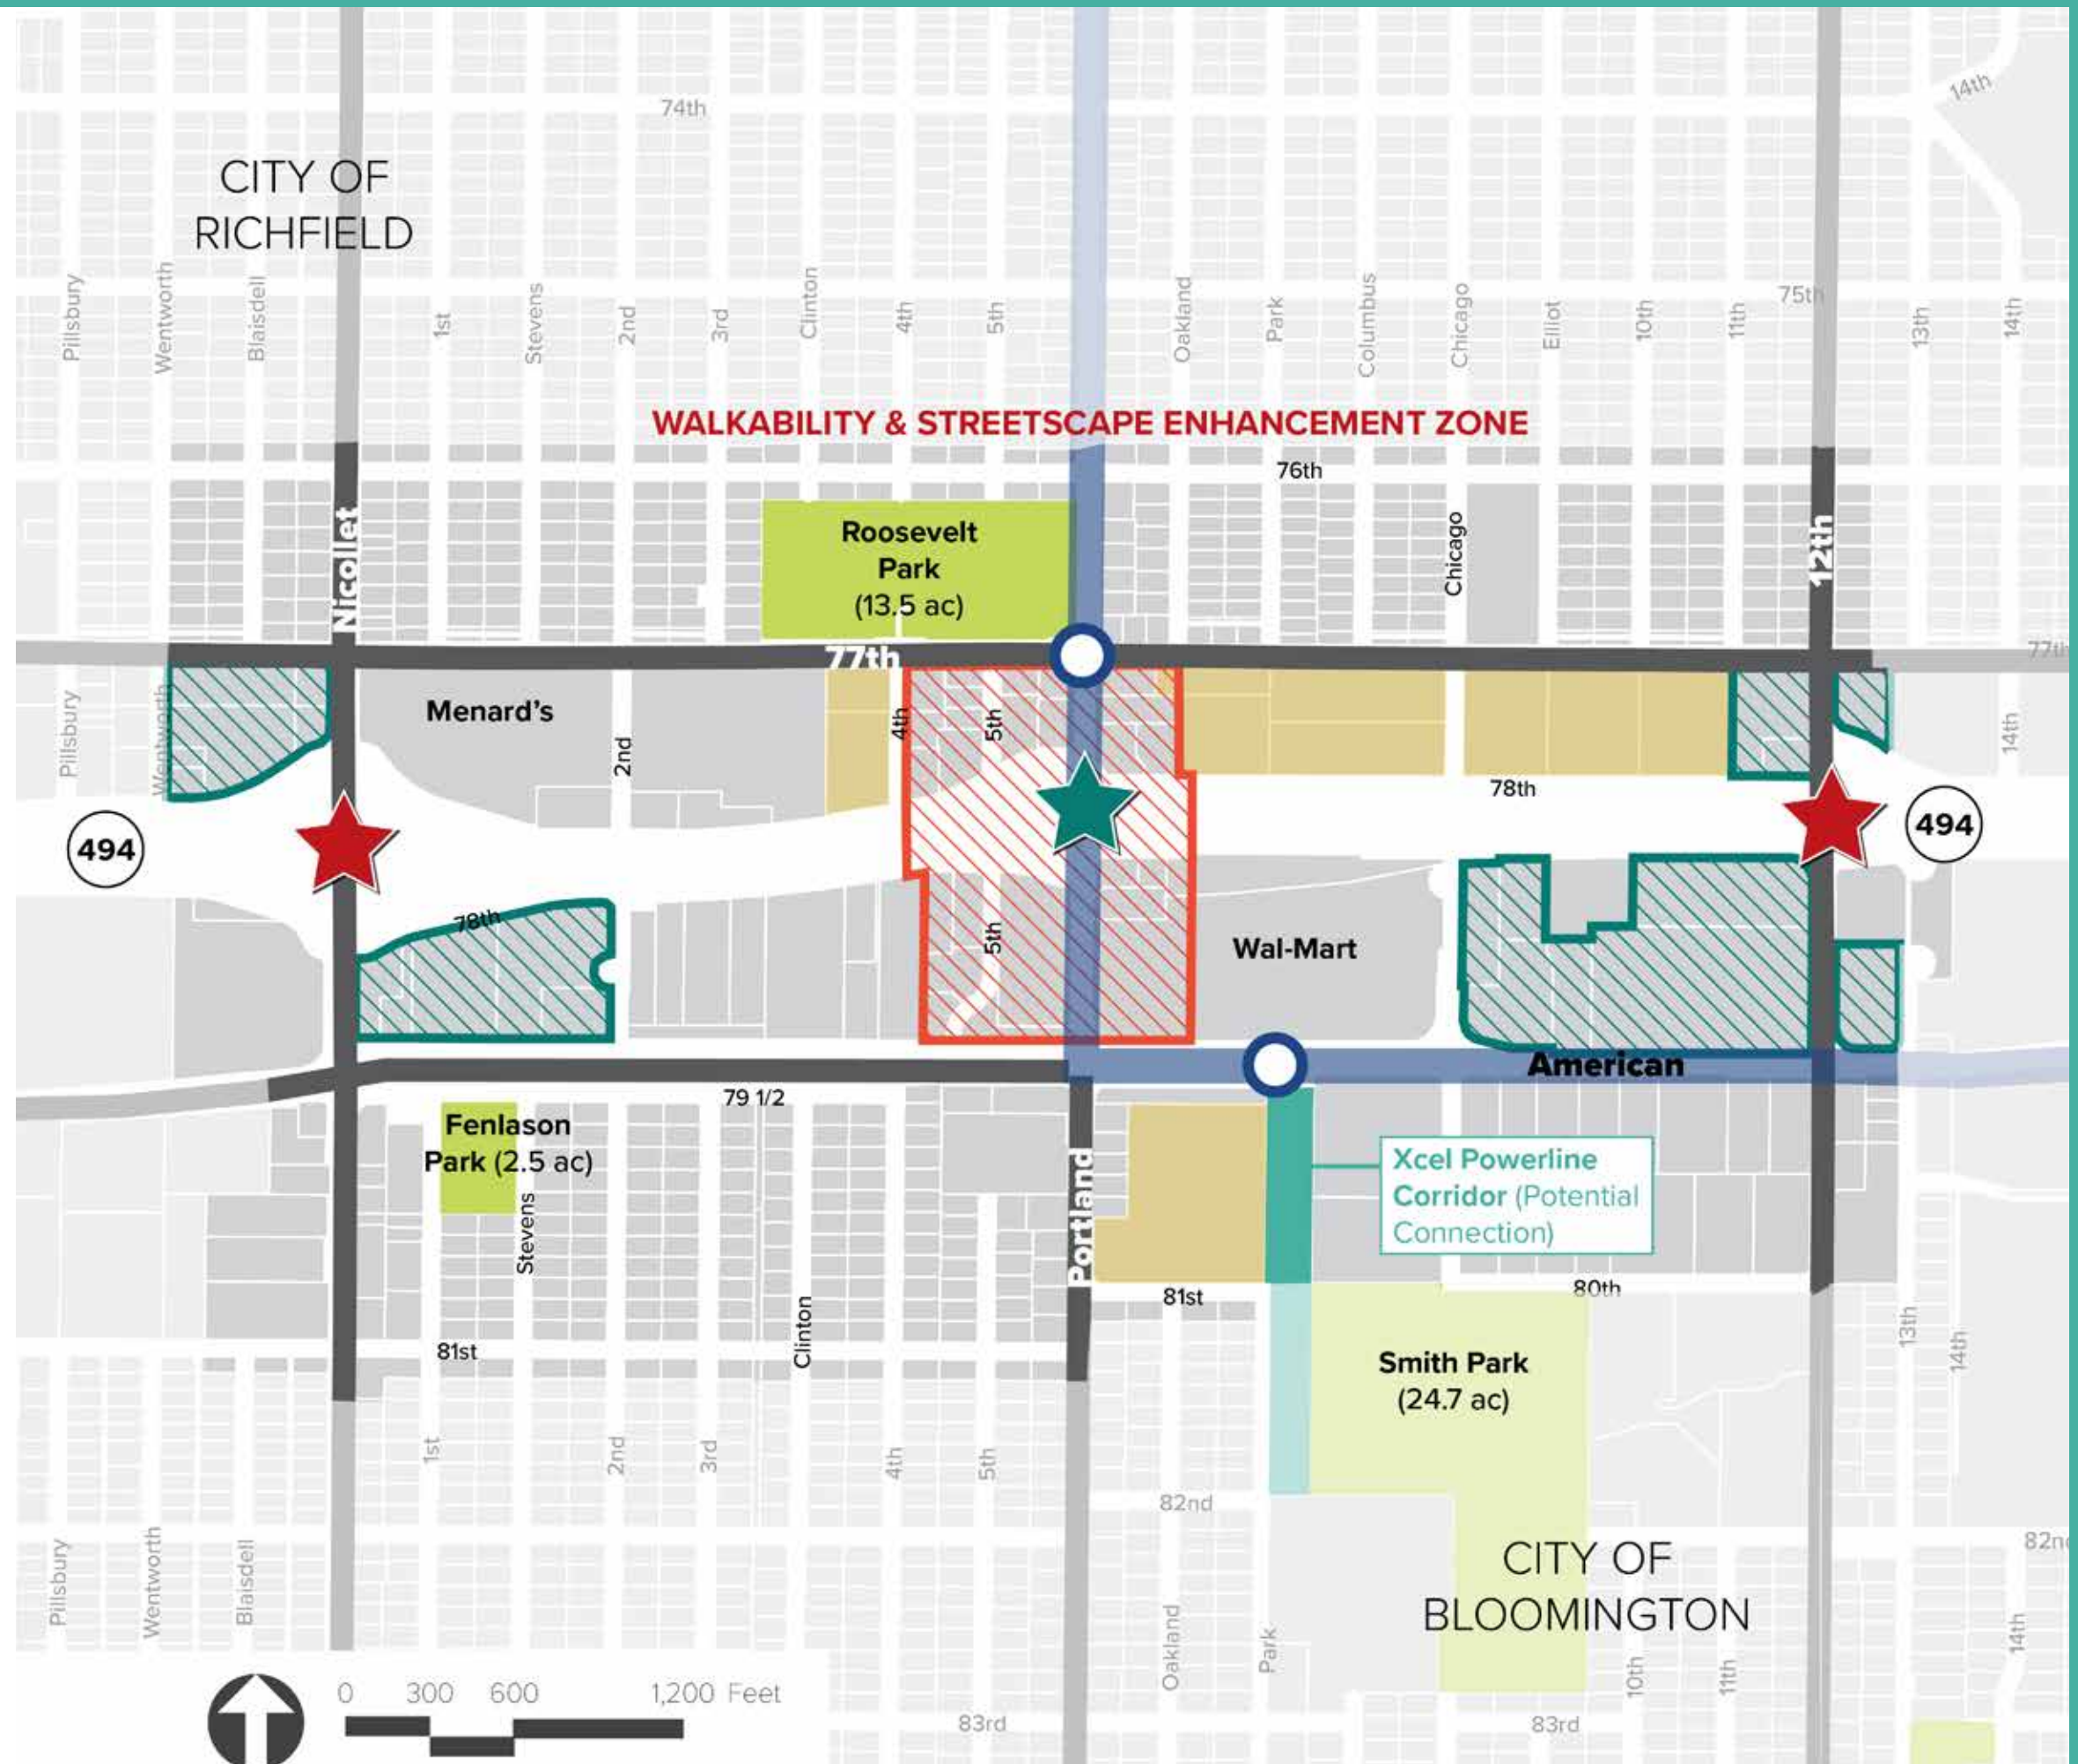 14th
74th
CITY OF
RICHFIELD
Pillsbury
Wentworth
Blaisdell
1st
Stevens
2nd
3rd
Clinton
4th
5th
Oakland
Park
Columbus
Chicago
Elliot
10th
11th
75th
13th
14th
WALKABILITY & STREETSCAPE ENHANCEMENT ZONE
76th
Nicollet
Roosevelt
Park
(13.5 ac)
Chicago
12th
77th
77th
Pillsbury
Wentworth
Menard's
2nd
4th
5th
78th
14th
494
494
78th
5th
Wal-Mart
American
79 1/2
Fenlason
Park (2.5 ac)
Stevens
Clinton
Portland
Xcel Powerline
Corridor (Potential
Connection)
81st
80th
81st
Smith Park
(24.7 ac)
13th
14th
1st
2nd
3rd
4th
5th
82nd
Pillsbury
Wentworth
Blaisdell
CITY OF
BLOOMINGTON
82nd
Oakland
Park
10th
11th
14th
0 300 600 1,200 Feet
83rd
83rd